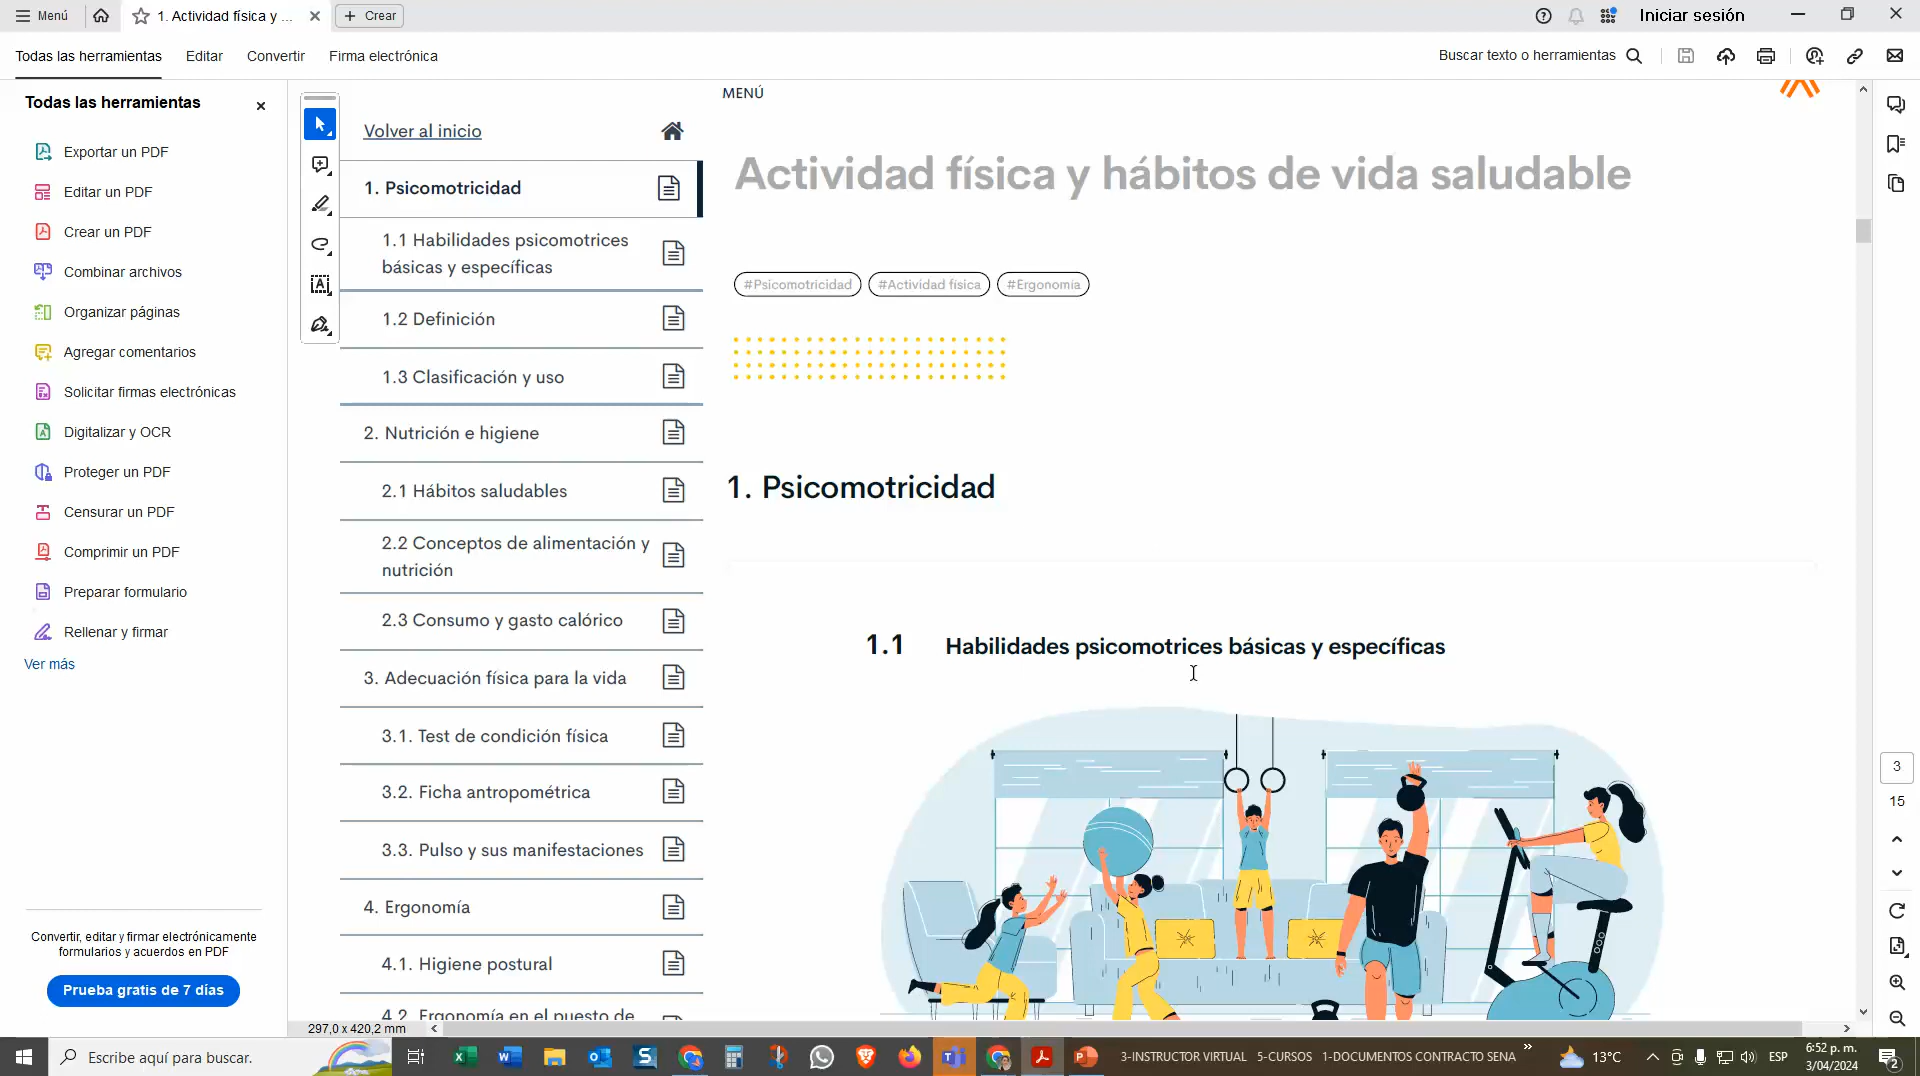 Menú
1. Actividad física y ...
Crear
Iniciar sesión
Todas las herramientas
Editar
Convertir
Firma electrónica
Buscar texto o herramientas
Todas las herramientas
Exportar un PDF
Editar un PDF
Crear un PDF
Combinar archivos
Organizar páginas
Agregar comentarios
Solicitar firmas electrónicas
Digitalizar y OCR
Proteger un PDF
Censurar un PDF
Comprimir un PDF
Preparar formulario
Rellenar y firmar
Ver más
Convertir, editar y firmar electrónicamente
formularios y acuerdos en PDF
Prueba gratis de 7 días
Volver al inicio
1. Psicomotricidad
1.1 Habilidades psicomotrices
básicas y específicas
1.2 Definición
1.3 Clasificación y uso
2. Nutrición e higiene
2.1 Hábitos saludables
2.2 Conceptos de alimentación y
nutrición
2.3 Consumo y gasto calórico
3. Adecuación física para la vida
3.1. Test de condición física
3.2. Ficha antropométrica
3.3. Pulso y sus manifestaciones
4. Ergonomía
4.1. Higiene postural
4.2. Ergonomía en el puesto de
297,0 x 420,2 mm
MENÚ
Actividad física y hábitos de vida saludable
#Psicomotricidad
#Actividad física
#Ergonomía
1. Psicomotricidad
1.1 Habilidades psicomotrices básicas y específicas
3
15
Escribe aquí para buscar.
3-INSTRUCTOR VIRTUAL
5-CURSOS
1-DOCUMENTOS CONTRACTO SENA
13°C
ESP
6:52 p. m.
3/04/2024
2